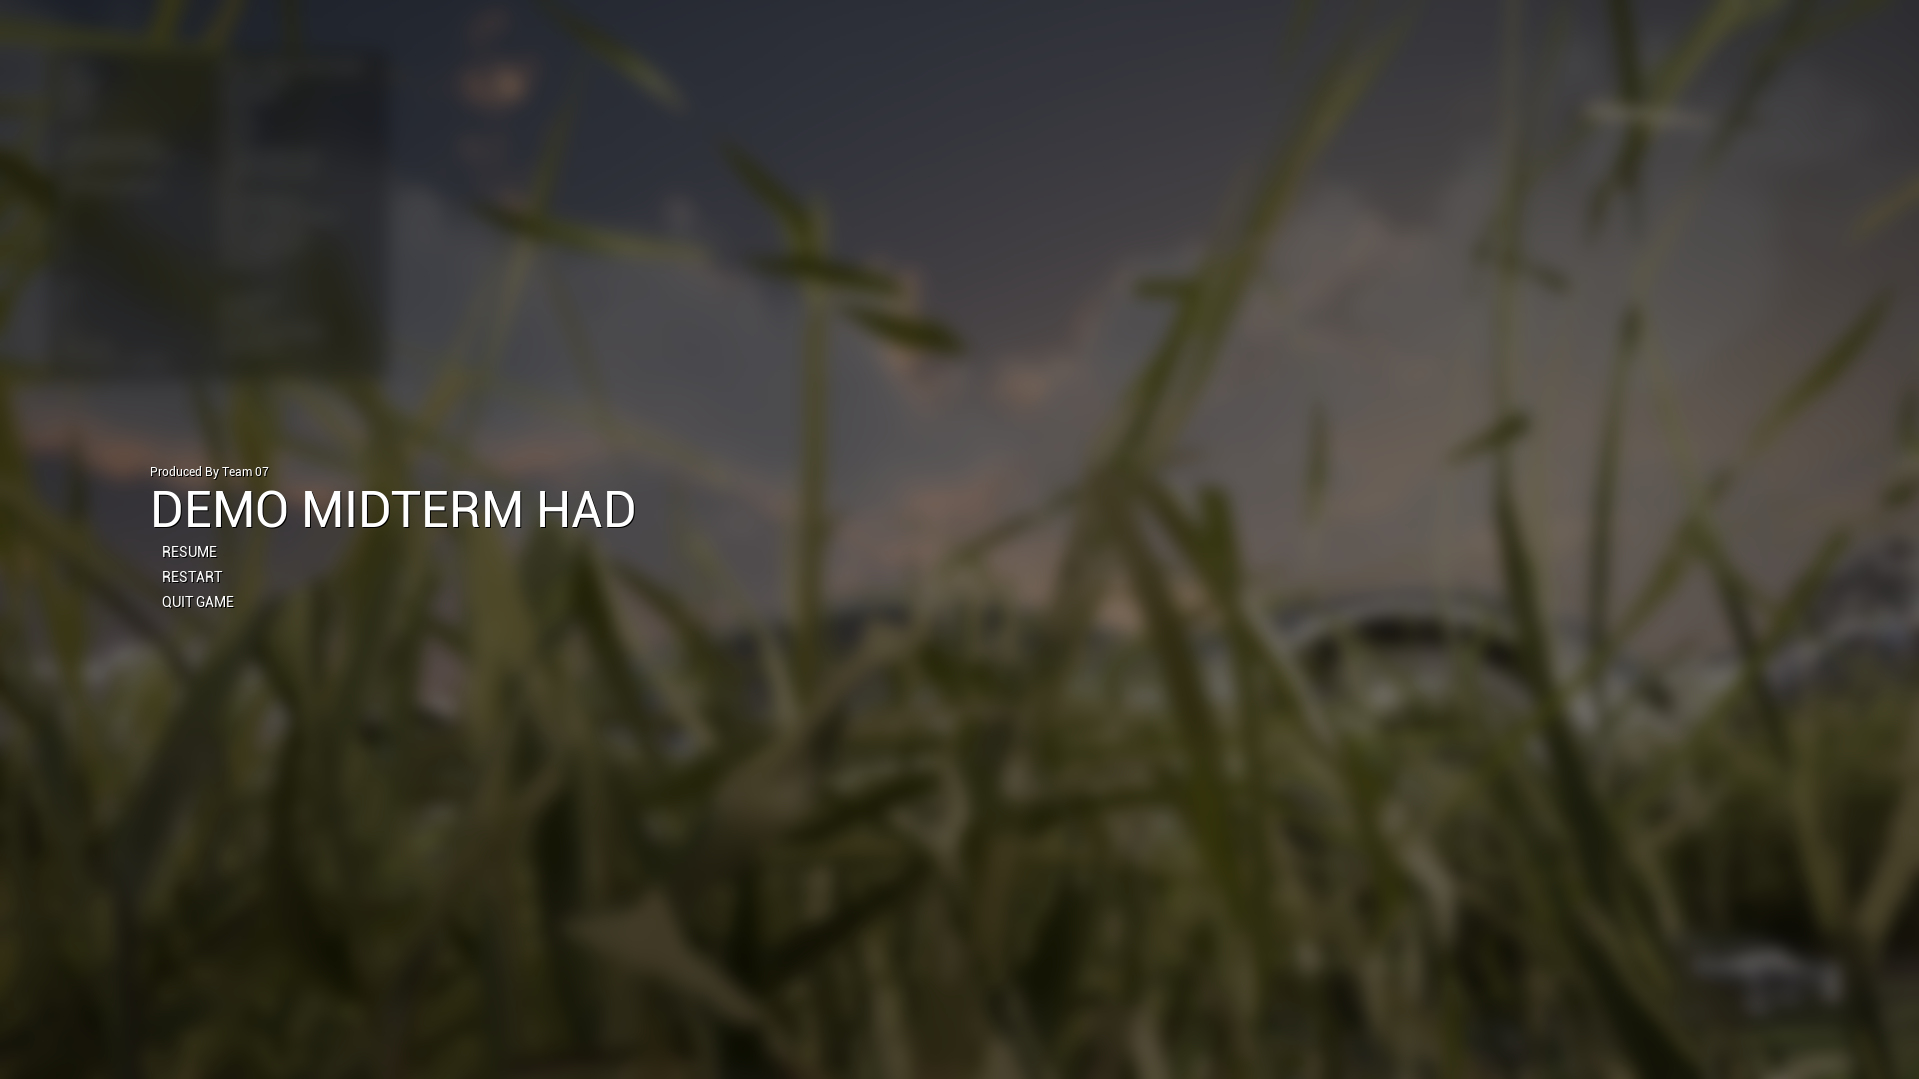 Produced By Team 07
DEMO MIDTERM HAD
RESUME
RESTART
QUIT GAME